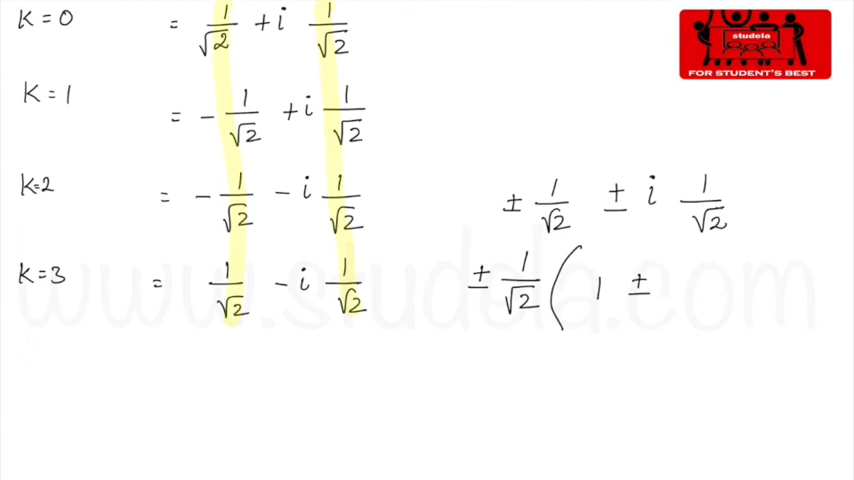 K = 0 = 1/√2 + i 1/√2
studela
FOR STUDENT'S BEST
K = 1 = - 1/√2 + i 1/√2
K=2 = - 1/√2 - i 1/√2 ± 1/√2 ± i 1/√2
K = 3 = 1/√2 - i 1/√2 ± 1/√2 ( 1 ±
www.studela.com